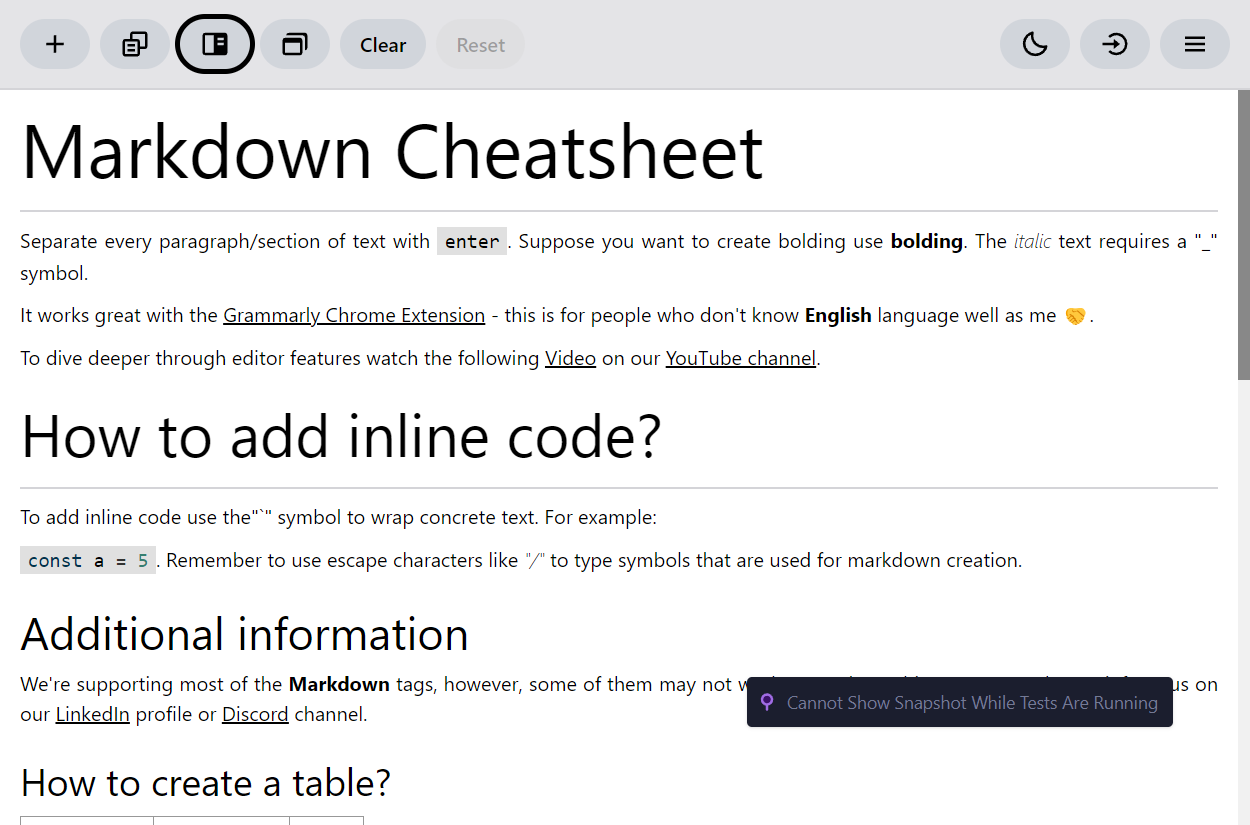 Clear Reset
Markdown Cheatsheet
Separate every paragraph/section of text with enter. Suppose you want to create bolding use bolding. The italic text requires a "_"
symbol.
It works great with the Grammarly Chrome Extension - this is for people who don't know English language well as me 🤝.
To dive deeper through editor features watch the following Video on our YouTube channel.
How to add inline code?
To add inline code use the"`" symbol to wrap concrete text. For example:
const a = 5. Remember to use escape characters like "/" to type symbols that are used for markdown creation.
Additional information
We're supporting most of the Markdown tags, however, some of them may not us on
our LinkedIn profile or Discord channel.
Cannot Show Snapshot While Tests Are Running
How to create a table?